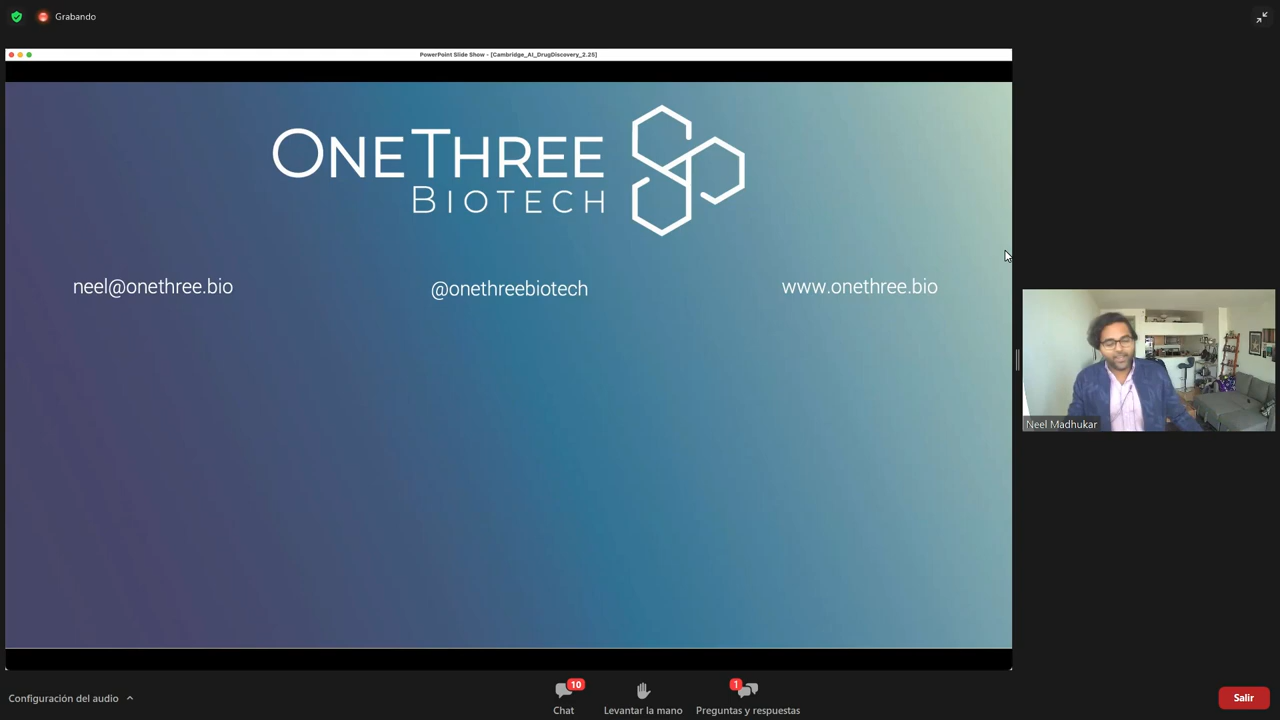 Grabando
PowerPoint Slide Show - [Cambridge_AI_DrugDiscovery_2.25]
ONETHREE
BIOTECH
neel@onethree.bio
@onethreebiotech
www.onethree.bio
Neel Madhukar
Configuración del audio
10
Chat
Levantar la mano
1
Preguntas y respuestas
Salir